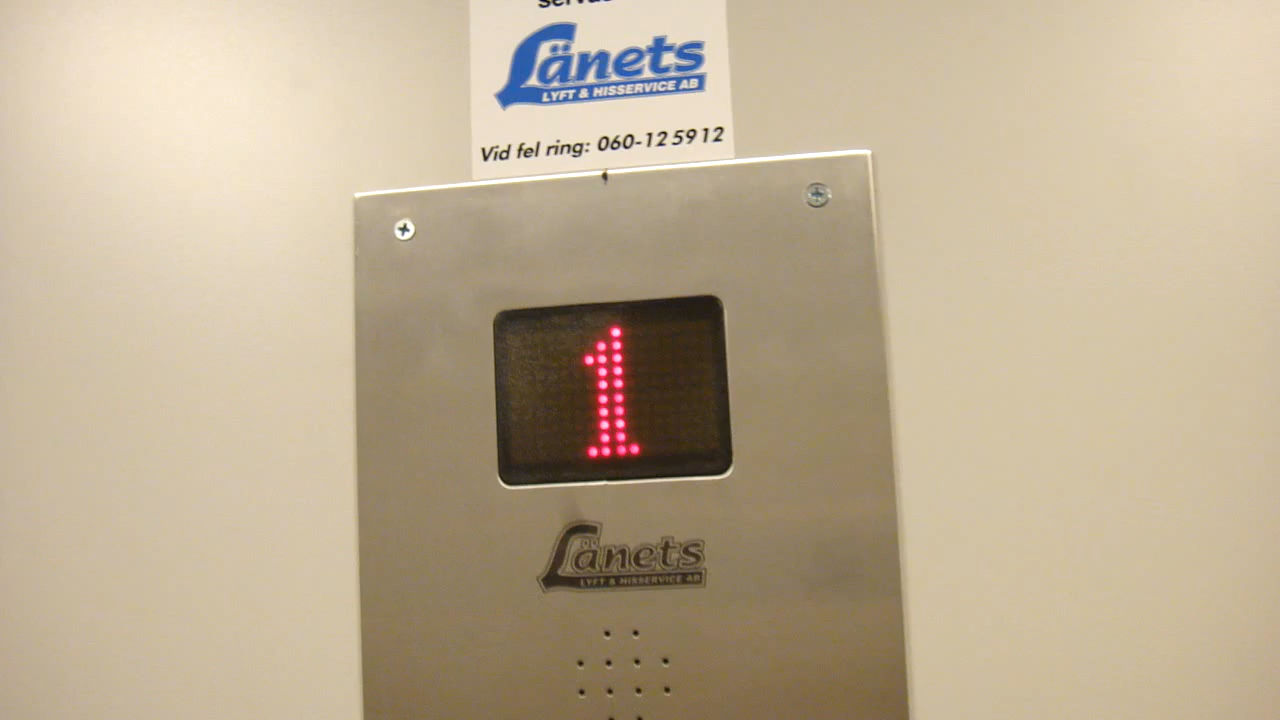 Länets
LYFT & HISSERVICE AB
Vid fel ring: 060-12 59 12
1
Länets
LYFT & HISSERVICE AB